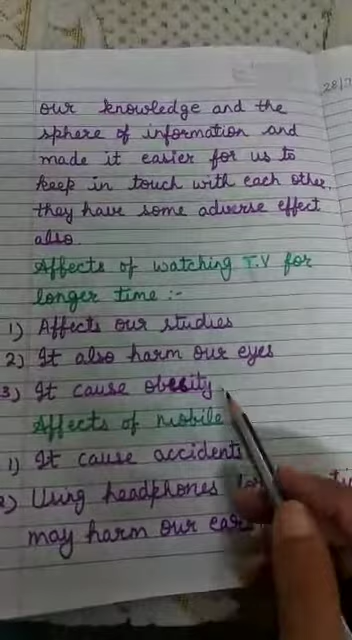 28/7
our knowledge and the
sphere of information and
made it easier for us to
keep in touch with each other,
they have some adverse effect
also
Affects of watching T.V for
longer time :-
1) Affects our studies
2) It also harm our eyes
3) It cause obesity
Affects of mobile
1) It cause accidents
2) Using headphones
may harm our ear